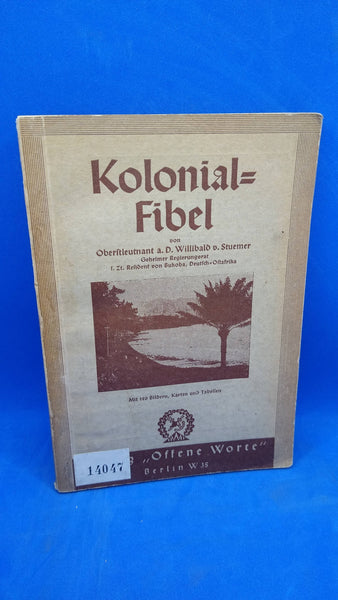 Kolonial=
Fibel
von
Oberstleutnant a. D. Willibald v. Stuemer
Geheimer Regierungsrat
f. Zt. Resident von Bukoba, Deutsch=Ostafrika
Mit 160 Bildern, Karten und Tabellen
„Offene Worte“
Berlin W 35
14047